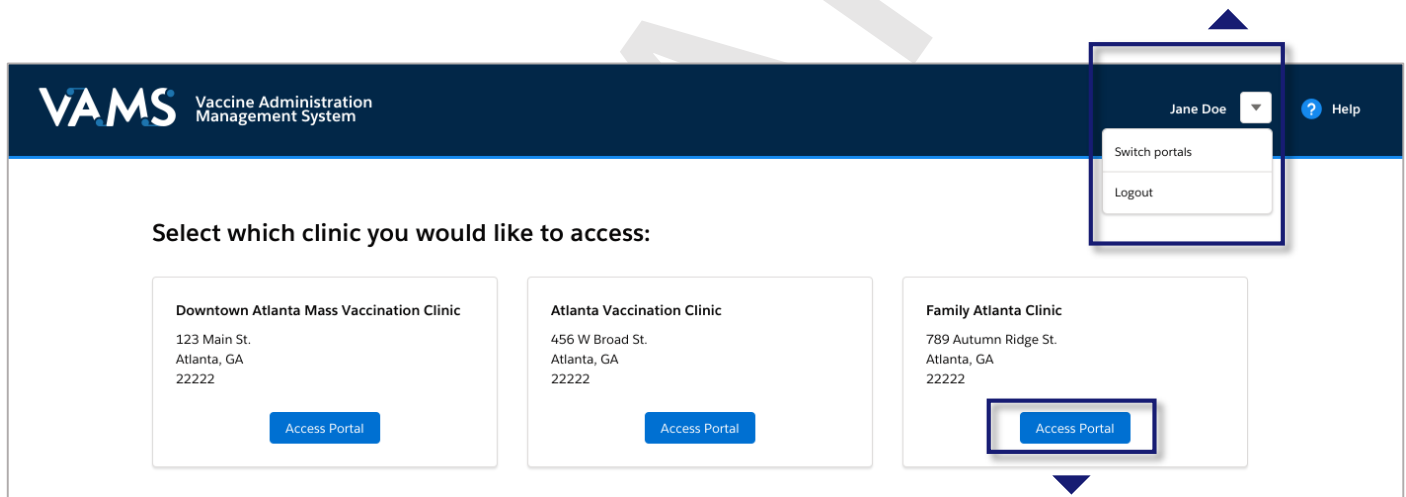 VAMS
Vaccine Administration
Management System
Jane Doe
? Help
Switch portals
Logout
Select which clinic you would like to access:
Downtown Atlanta Mass Vaccination Clinic
123 Main St.
Atlanta, GA
22222
Access Portal
Atlanta Vaccination Clinic
456 W Broad St.
Atlanta, GA
22222
Access Portal
Family Atlanta Clinic
789 Autumn Ridge St.
Atlanta, GA
22222
Access Portal